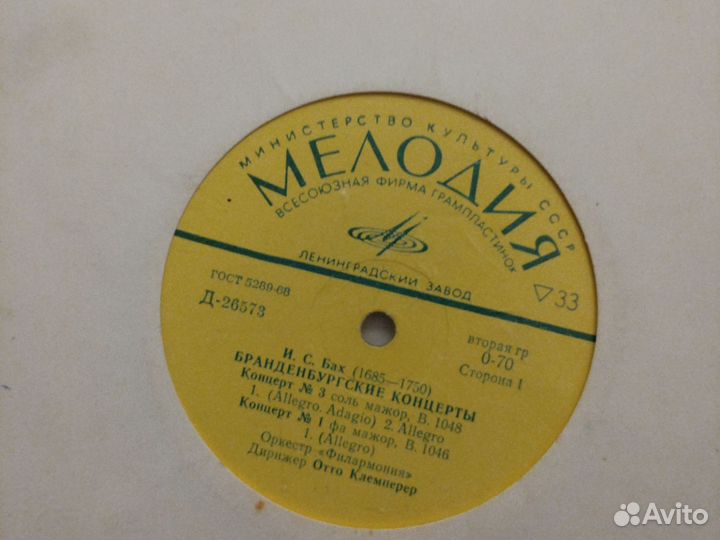 МИНИСТЕРСТВО КУЛЬТУРЫ СССР
МЕЛОДИЯ
ВСЕСОЮЗНАЯ ФИРМА ГРАМПЛАСТИНОК
ЛЕНИНГРАДСКИЙ ЗАВОД
▽33
ГОСТ 5289-68
Д-26573
вторая гр
0-70
Сторона 1
И. С. Бах (1685—1750)
БРАНДЕНБУРГСКИЕ КОНЦЕРТЫ
Концерт № 3 соль мажор, В. 1048
1. (Allegro. Adagio) 2. Allegro
Концерт № 1 фа мажор, В. 1046
1. (Allegro)
Оркестр «Филармония»
Дирижер Отто Клемперер
Avito